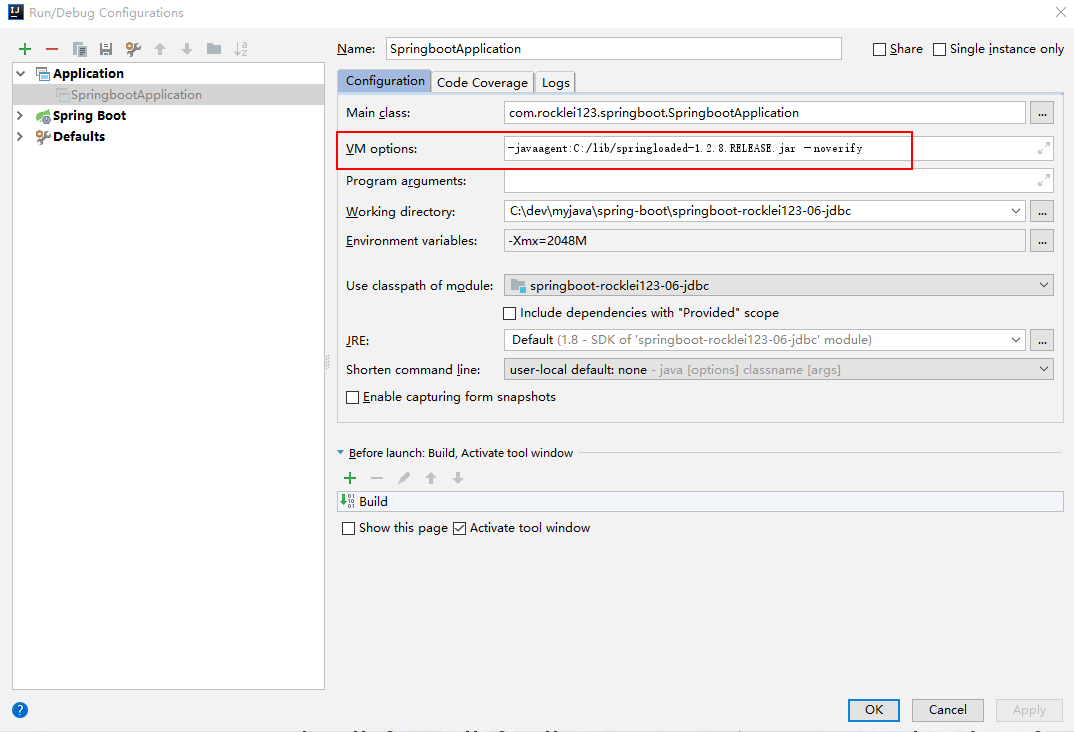 Run/Debug Configurations
Name: SpringbootApplication Share Single instance only
Application
SpringbootApplication
Spring Boot
Defaults
Configuration Code Coverage Logs
Main class: com.rocklei123.springboot.SpringbootApplication ...
VM options: -javaagent:C:/lib/springloaded-1.2.8.RELEASE.jar -noverify
Program arguments:
Working directory: C:\dev\myjava\spring-boot\springboot-rocklei123-06-jdbc ...
Environment variables: -Xmx=2048M ...
Use classpath of module: springboot-rocklei123-06-jdbc
Include dependencies with "Provided" scope
JRE: Default (1.8 - SDK of 'springboot-rocklei123-06-jdbc' module) ...
Shorten command line: user-local default: none - java [options] classname [args]
Enable capturing form snapshots
Before launch: Build, Activate tool window
Build
Show this page Activate tool window
OK Cancel Apply